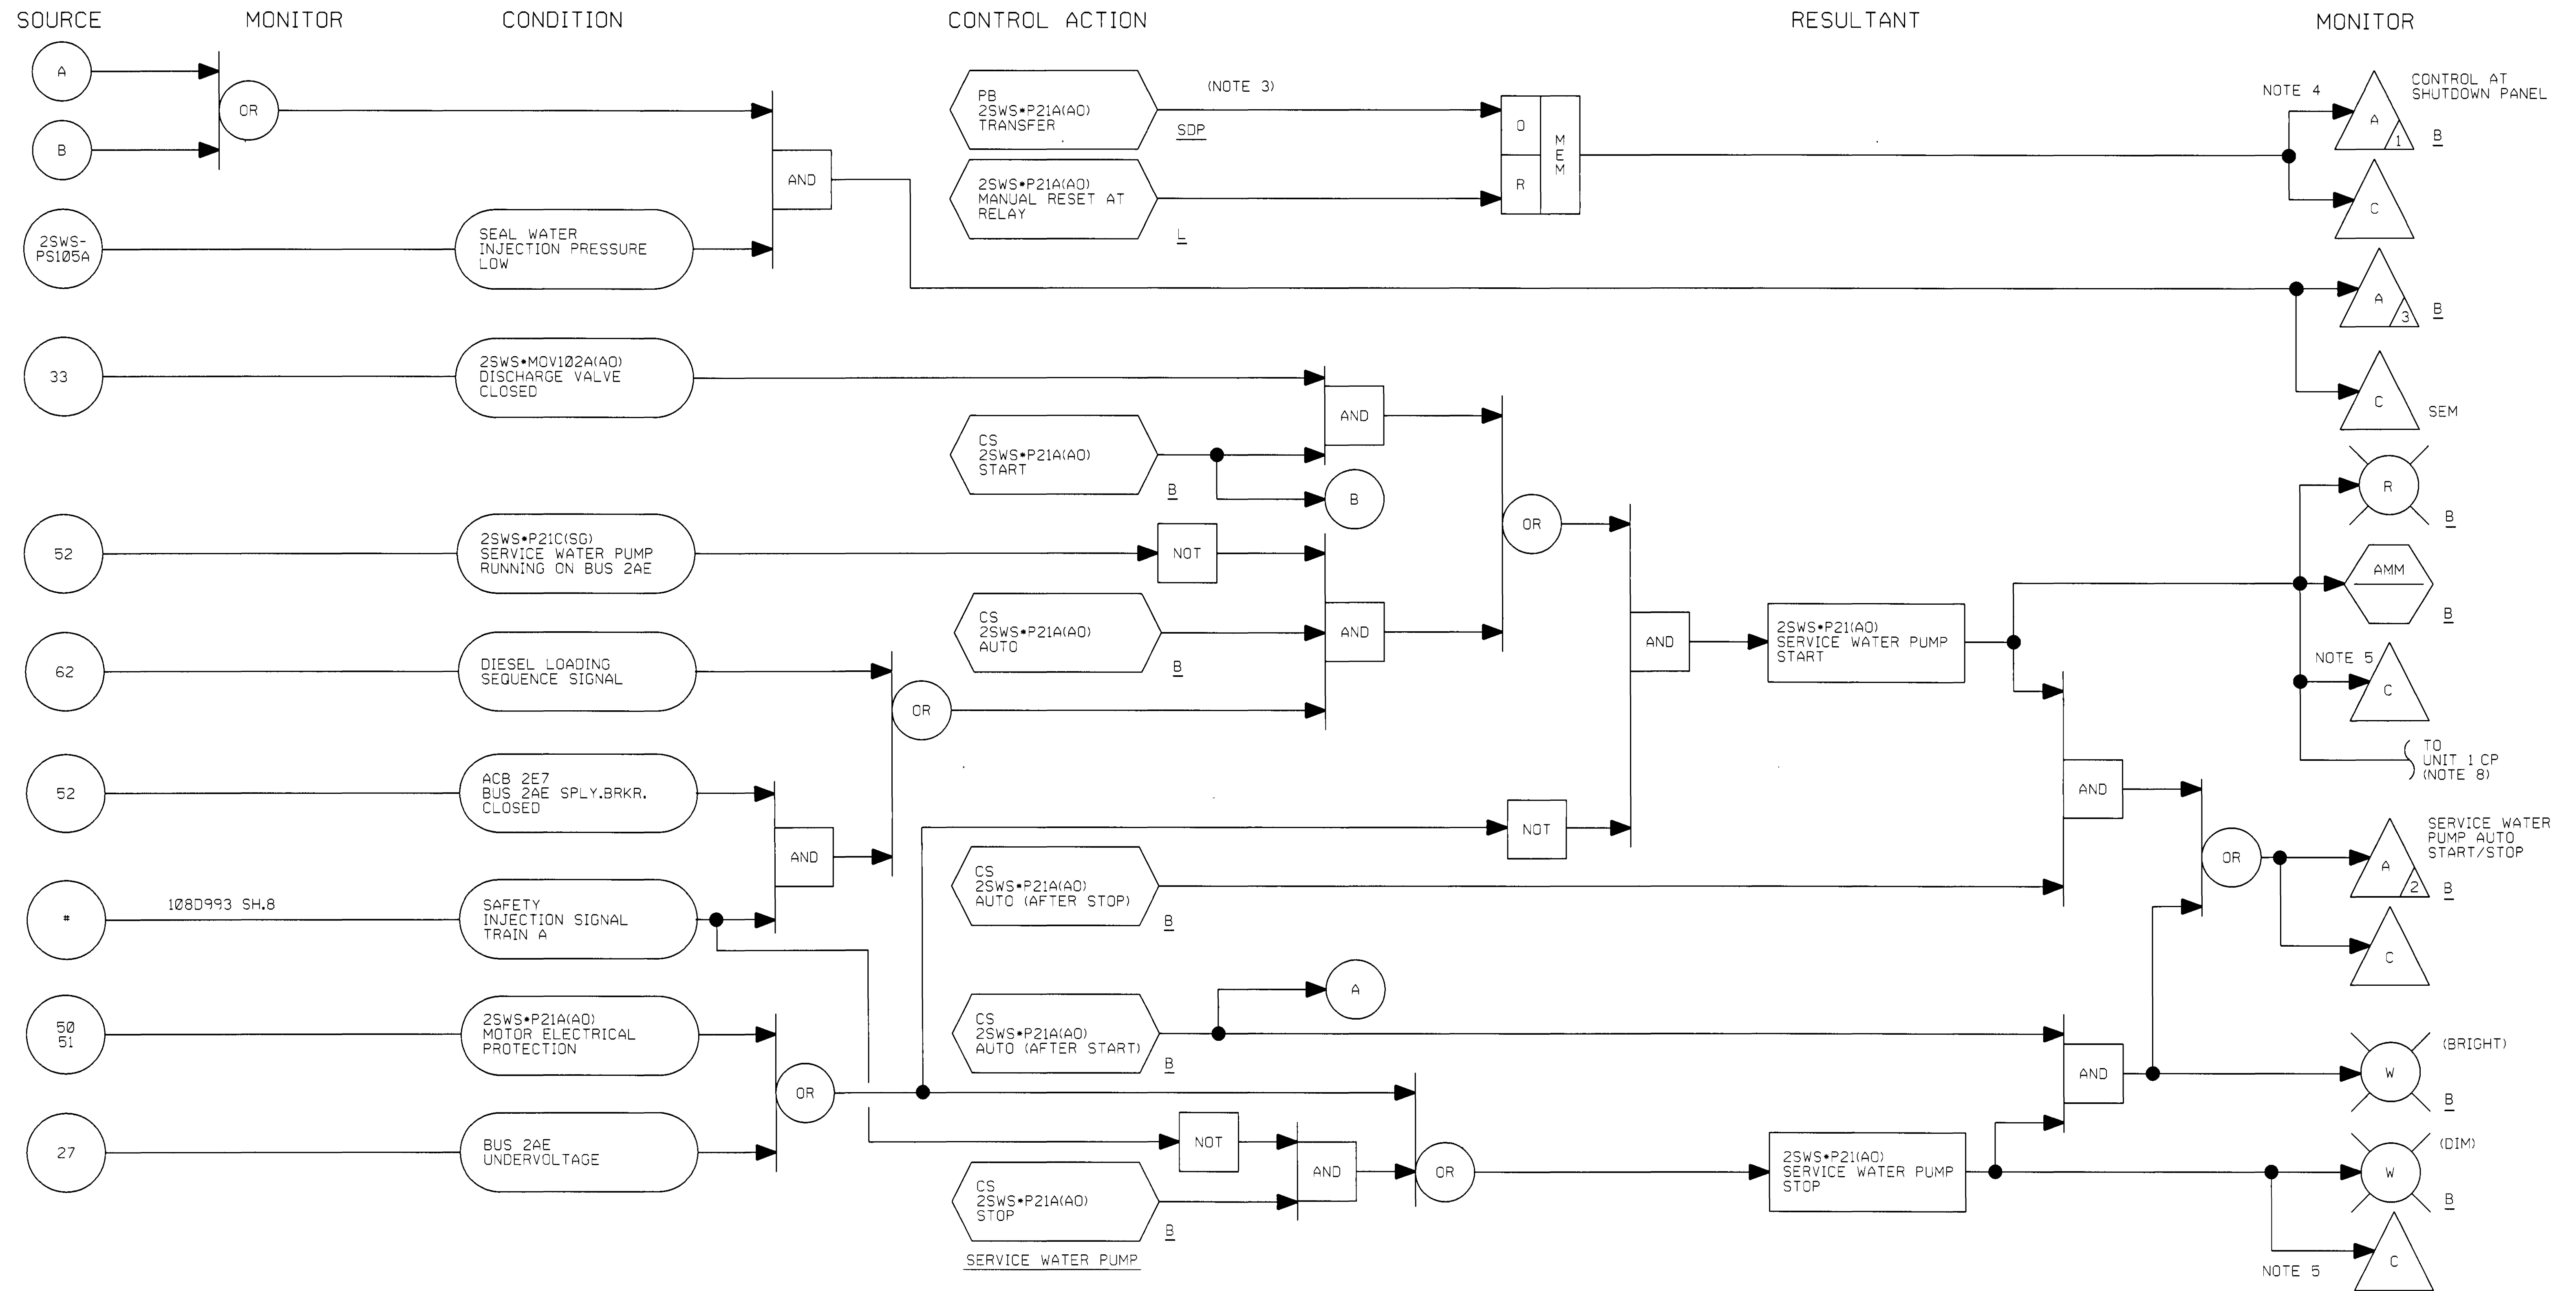 SOURCE MONITOR CONDITION CONTROL ACTION RESULTANT MONITOR
A
B
OR
2SWS-
PS105A
SEAL WATER
INJECTION PRESSURE
LOW
AND
PB
2SWS*P21A(AO)
TRANSFER
(NOTE 3)
SDP
2SWS*P21A(AO)
MANUAL RESET AT
RELAY
L
O
R
MEM
NOTE 4
A
1
CONTROL AT
SHUTDOWN PANEL
B
C
A
3
B
C
SEM
33
2SWS*MOV102A(AO)
DISCHARGE VALVE
CLOSED
CS
2SWS*P21A(AO)
START
B
AND
B
52
2SWS*P21C(SG)
SERVICE WATER PUMP
RUNNING ON BUS 2AE
NOT
CS
2SWS*P21A(AO)
AUTO
B
AND
OR
62
DIESEL LOADING
SEQUENCE SIGNAL
OR
52
ACB 2E7
BUS 2AE SPLY.BRKR.
CLOSED
AND
#
108D993 SH.8
SAFETY
INJECTION SIGNAL
TRAIN A
NOT
AND
2SWS*P21(AO)
SERVICE WATER PUMP
START
R
B
AMM
B
NOTE 5
C
TO
UNIT 1 CP
(NOTE 8)
CS
2SWS*P21A(AO)
AUTO (AFTER STOP)
B
AND
OR
A
2
SERVICE WATER
PUMP AUTO
START/STOP
B
C
50
51
2SWS*P21A(AO)
MOTOR ELECTRICAL
PROTECTION
OR
27
BUS 2AE
UNDERVOLTAGE
A
CS
2SWS*P21A(AO)
AUTO (AFTER START)
B
AND
W
(BRIGHT)
B
NOT
CS
2SWS*P21A(AO)
STOP
B
AND
OR
2SWS*P21(AO)
SERVICE WATER PUMP
STOP
W
(DIM)
B
NOTE 5
C
SERVICE WATER PUMP